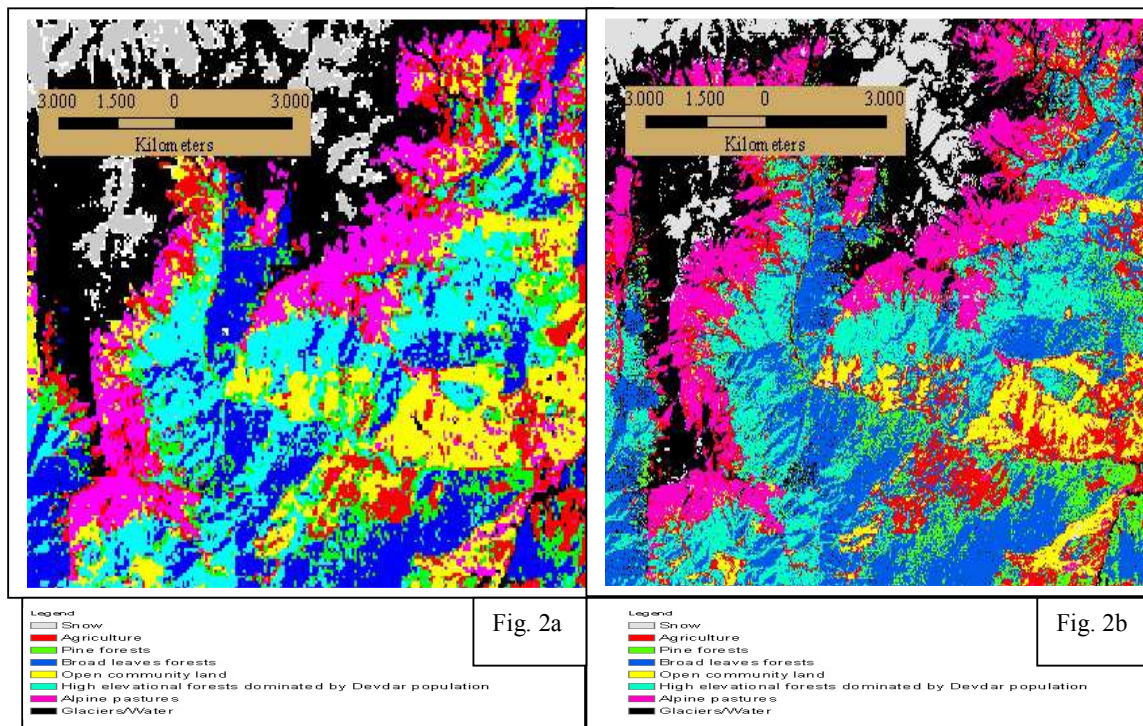 3.000 1.500 0 3.000
Kilometers
3.000 1.500 0 3.000
Kilometers
Legend
Snow
Agriculture
Pine forests
Broad leaves forests
Open community land
High elevational forests dominated by Devdar population
Alpine pastures
Glaciers/Water
Fig. 2a
Legend
Snow
Agriculture
Pine forests
Broad leaves forests
Open community land
High elevational forests dominated by Devdar population
Alpine pastures
Glaciers/Water
Fig. 2b